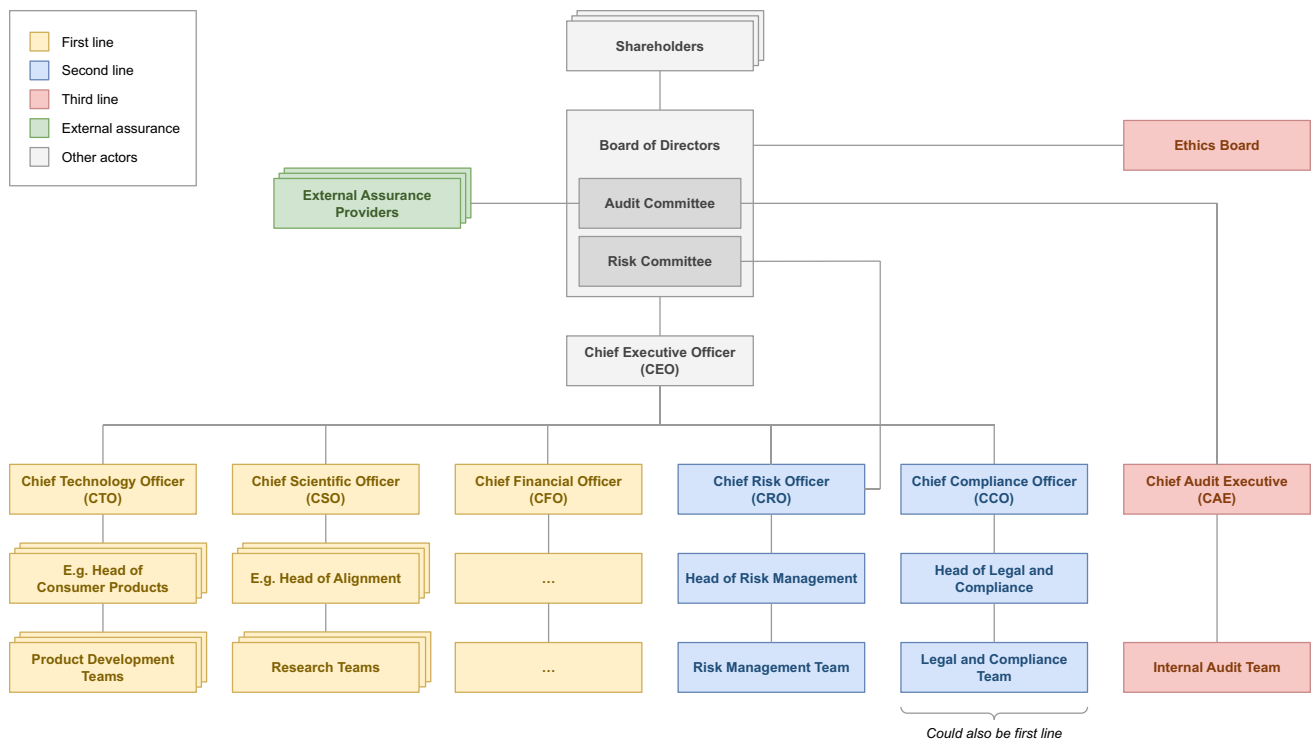 First line
Second line
Third line
External assurance
Other actors
Shareholders
Board of Directors
Ethics Board
External Assurance
Providers
Audit Committee
Risk Committee
Chief Executive Officer
(CEO)
Chief Technology Officer
(CTO)
Chief Scientific Officer
(CSO)
Chief Financial Officer
(CFO)
Chief Risk Officer
(CRO)
Chief Compliance Officer
(CCO)
Chief Audit Executive
(CAE)
E.g. Head of
Consumer Products
E.g. Head of Alignment
...
Head of Risk Management
Head of Legal and
Compliance
Product Development
Teams
Research Teams
...
Risk Management Team
Legal and Compliance
Team
Internal Audit Team
Could also be first line